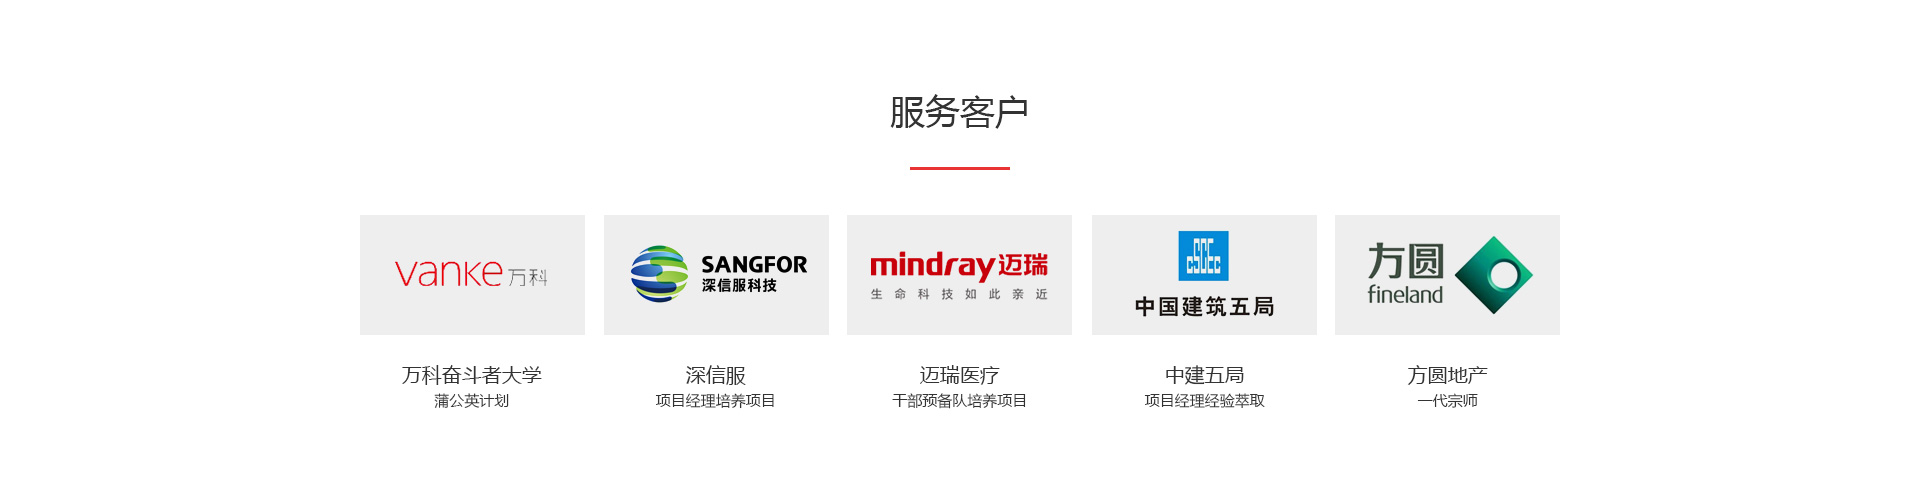 服务客户
vanke 万科
SANGFOR
深信服科技
mindray 迈瑞
生命科技如此亲近
CSCEC
中国建筑五局
方圆
fineland
万科奋斗者大学
蒲公英计划
深信服
项目经理培养项目
迈瑞医疗
干部预备队培养项目
中建五局
项目经理经验萃取
方圆地产
一代宗师